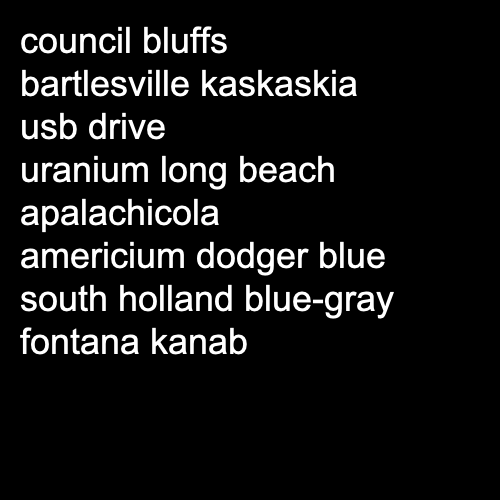 council bluffs
bartlesville kaskaskia
usb drive
uranium long beach
apalachicola
americium dodger blue
south holland blue-gray
fontana kanab